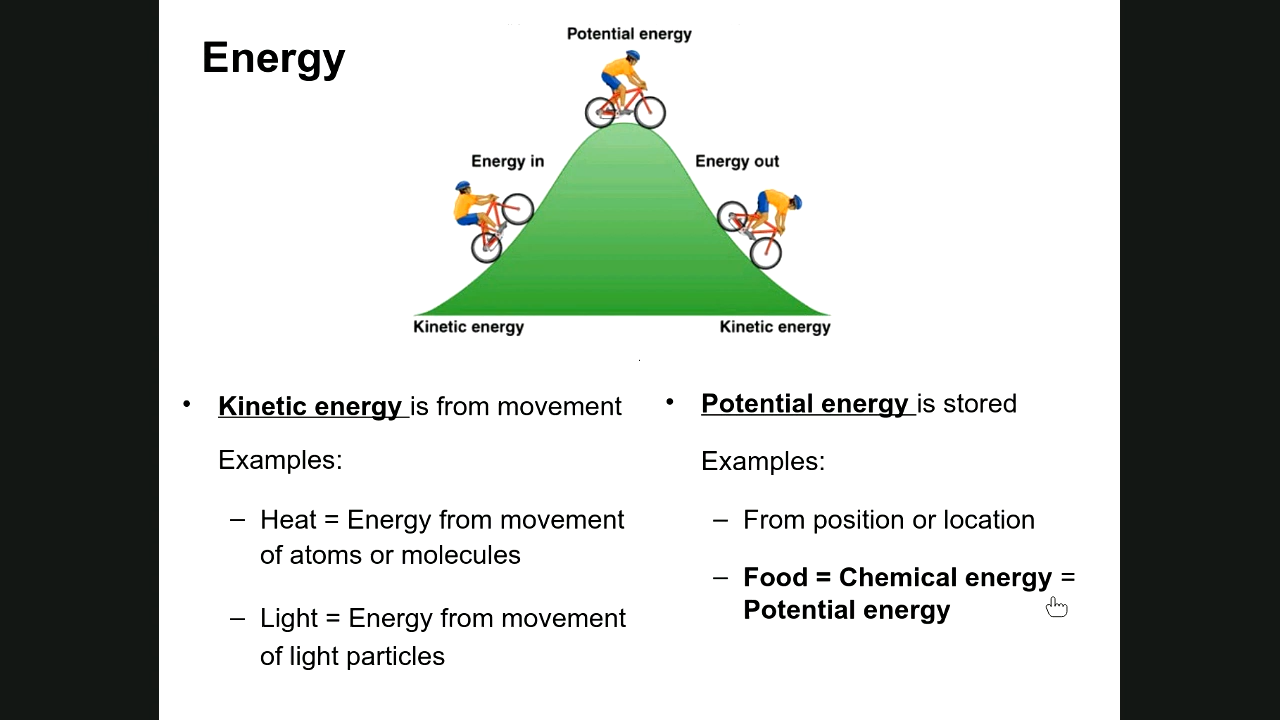 Energy
Potential energy
Energy in
Energy out
Kinetic energy
Kinetic energy
• Kinetic energy is from movement
Examples:
– Heat = Energy from movement
of atoms or molecules
– Light = Energy from movement
of light particles
• Potential energy is stored
Examples:
– From position or location
– Food = Chemical energy =
Potential energy